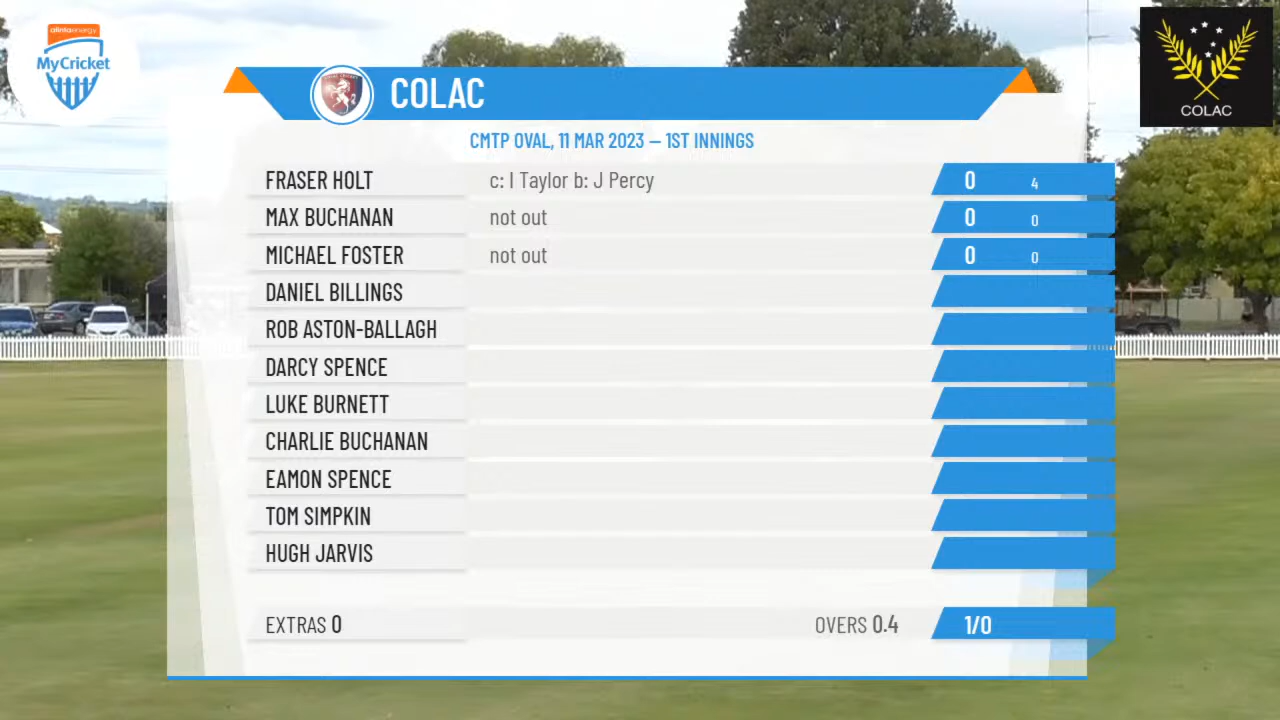 alintaenergy
MyCricket
COLAC
COLAC
CMTP OVAL, 11 MAR 2023 – 1ST INNINGS
FRASER HOLT c: I Taylor b: J Percy 0 4
MAX BUCHANAN not out 0 0
MICHAEL FOSTER not out 0 0
DANIEL BILLINGS
ROB ASTON-BALLAGH
DARCY SPENCE
LUKE BURNETT
CHARLIE BUCHANAN
EAMON SPENCE
TOM SIMPKIN
HUGH JARVIS
EXTRAS 0 OVERS 0.4 1/0